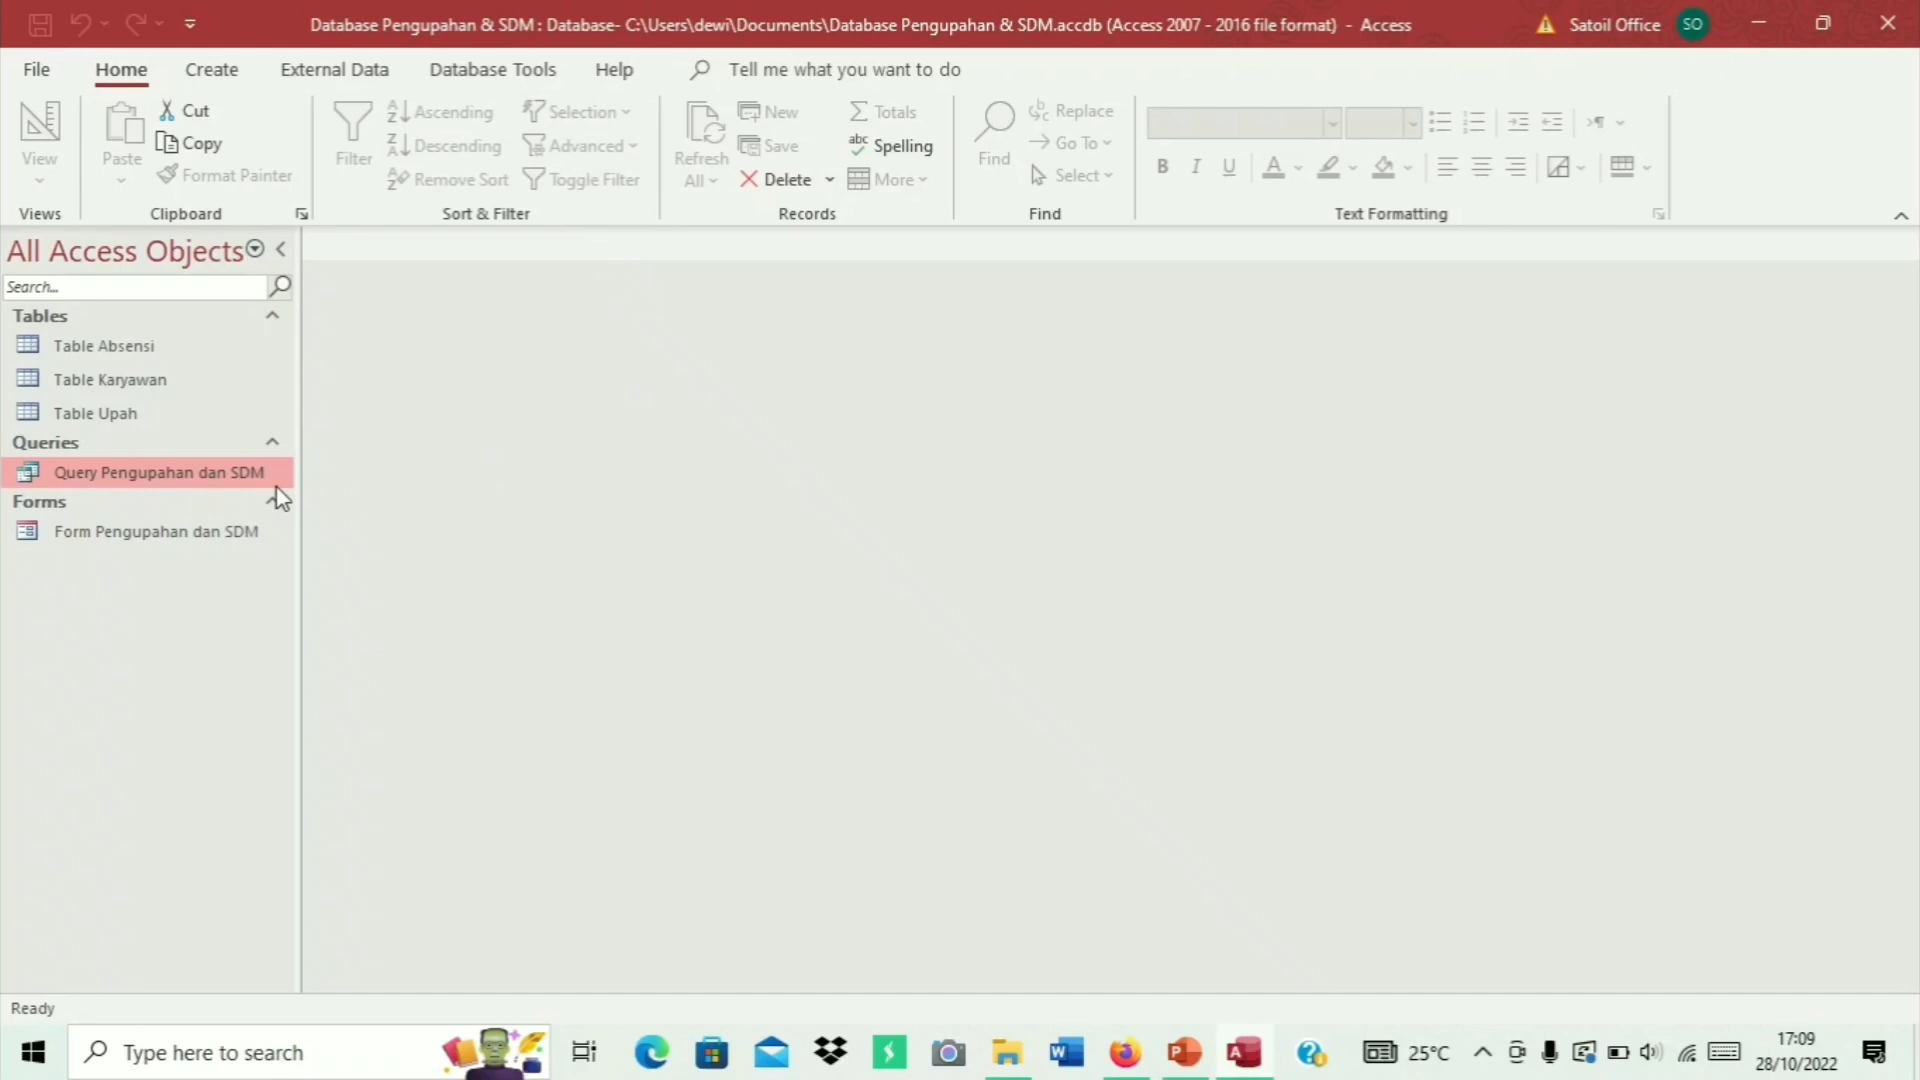 Database Pengupahan & SDM : Database- C:\Users\dewi\Documents\Database Pengupahan & SDM.accdb (Access 2007 - 2016 file format) - Access
Satoil Office
SO
File
Home
Create
External Data
Database Tools
Help
Tell me what you want to do
View
Views
Paste
Cut
Copy
Format Painter
Clipboard
Filter
Ascending
Descending
Remove Sort
Selection
Advanced
Toggle Filter
Sort & Filter
Refresh
All
New
Save
Delete
Totals
Spelling
More
Records
Find
Replace
Go To
Select
Find
B I U A
Text Formatting
All Access Objects
Search...
Tables
Table Absensi
Table Karyawan
Table Upah
Queries
Query Pengupahan dan SDM
Forms
Form Pengupahan dan SDM
Ready
Type here to search
25°C
17:09
28/10/2022